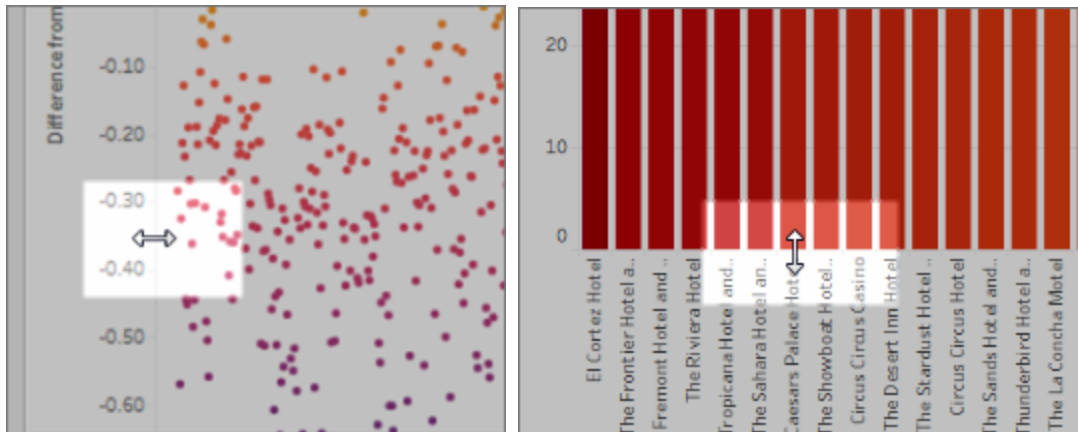 Difference from
-0.10
-0.20
-0.30
-0.40
-0.50
-0.60
20
10
0
El Cortez Hotel
The Frontier Hotel a..
Fremont Hotel and ..
The Riviera Hotel
Tropicana Hotel and..
The Sahara Hotel an..
Caesars Palace Hotel
The Showboat Hotel..
Circus Circus Casino
The Desert Inn Hotel
The Stardust Hotel ..
Circus Circus Hotel
The Sands Hotel and..
Thunderbird Hotel a..
The La Concha Motel